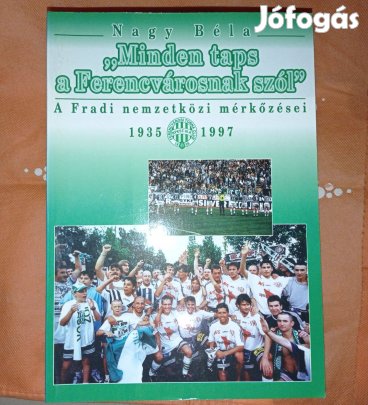 Jófogás
Nagy Béla
„Minden taps
a Ferencvárosnak szól"
A Fradi nemzetközi mérkőzései
1935 1997